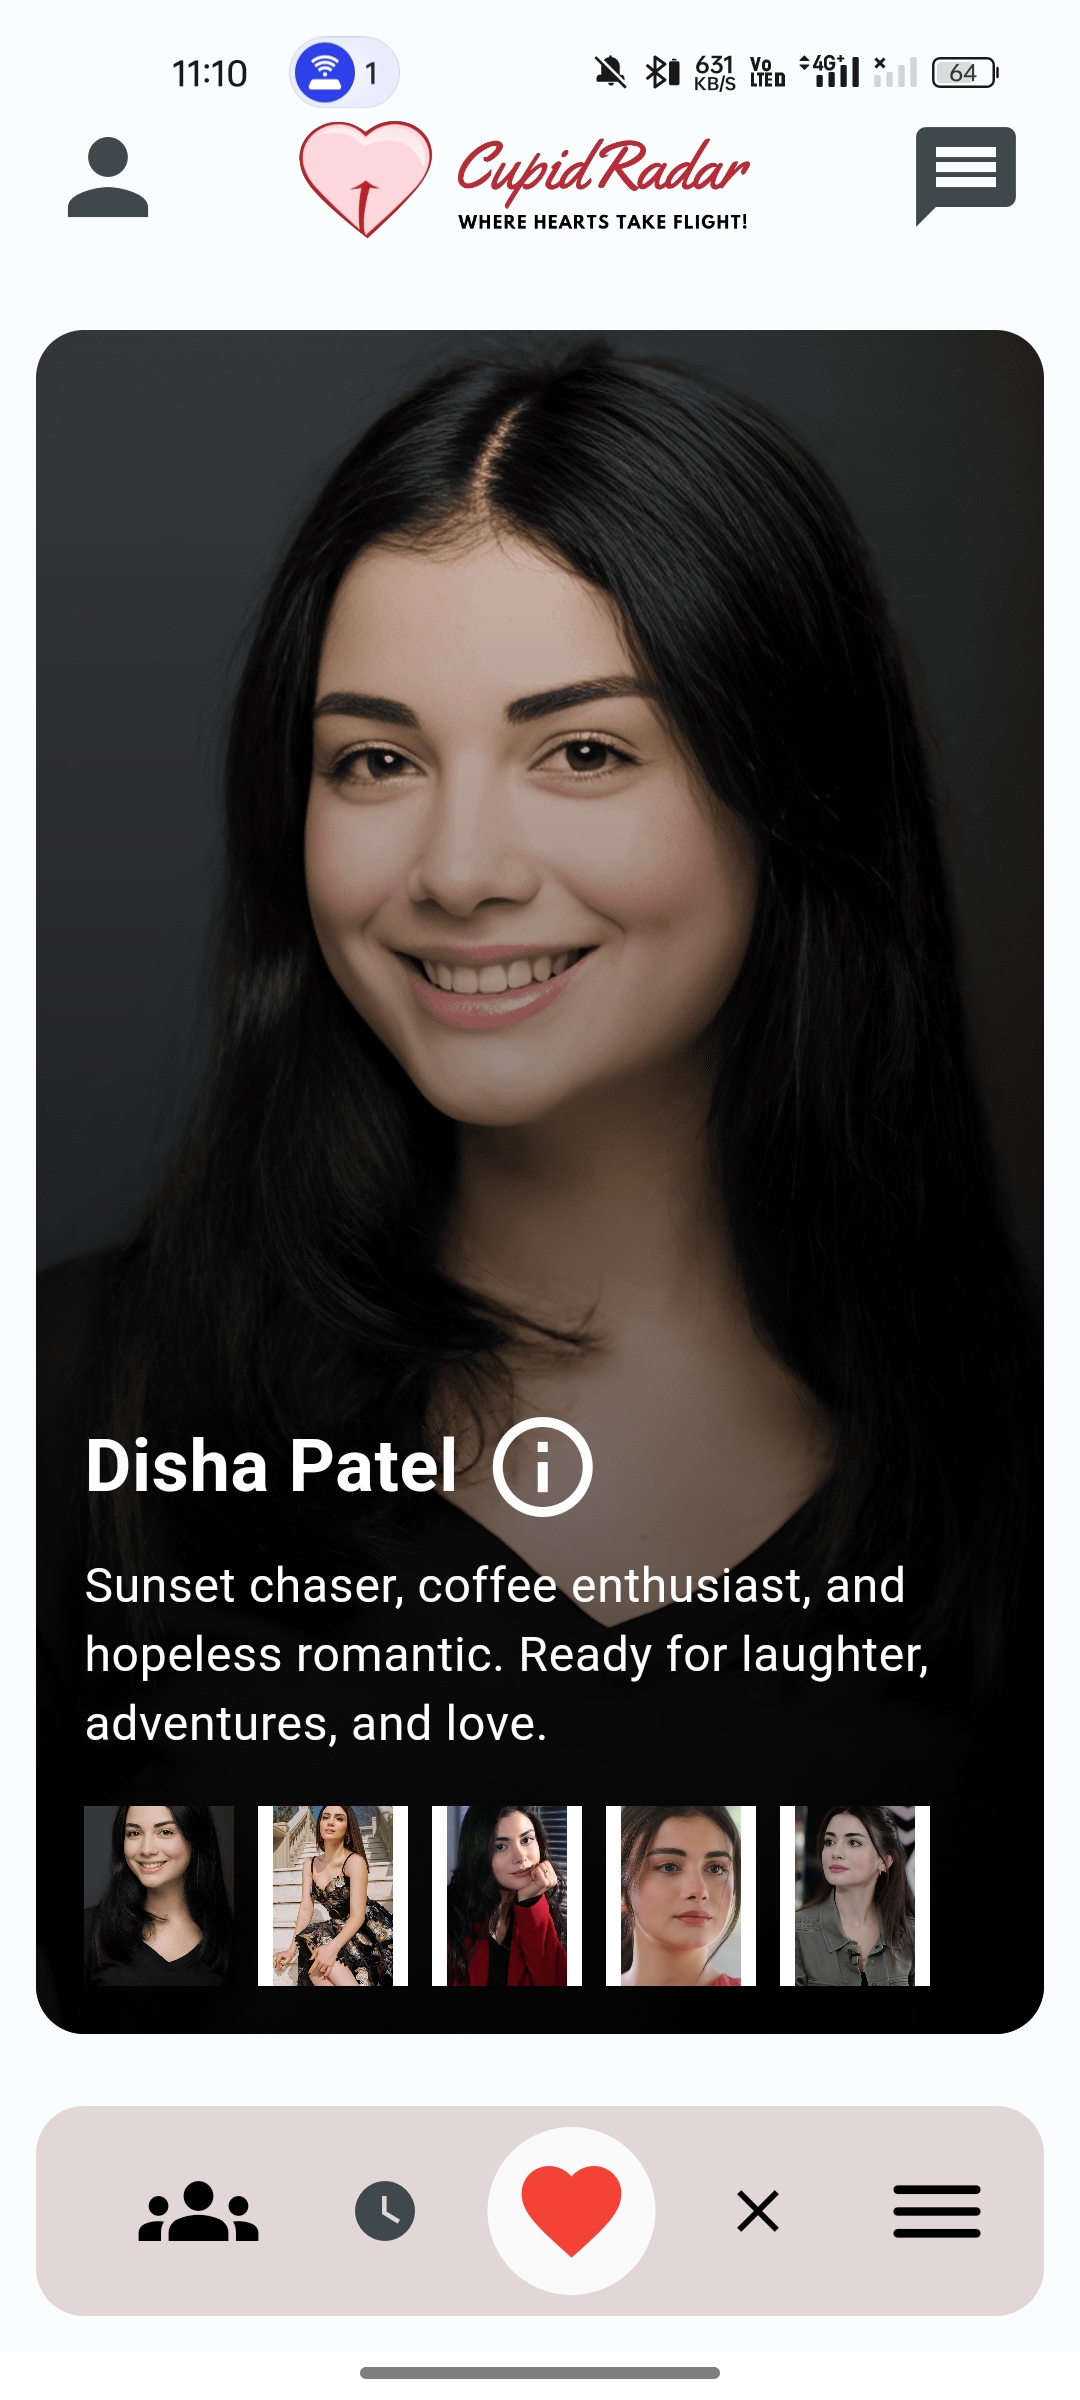 11:10
1
631
KB/S
Vo
LTED
4G+
64
CupidRadar
WHERE HEARTS TAKE FLIGHT!
Disha Patel
Sunset chaser, coffee enthusiast, and
hopeless romantic. Ready for laughter,
adventures, and love.